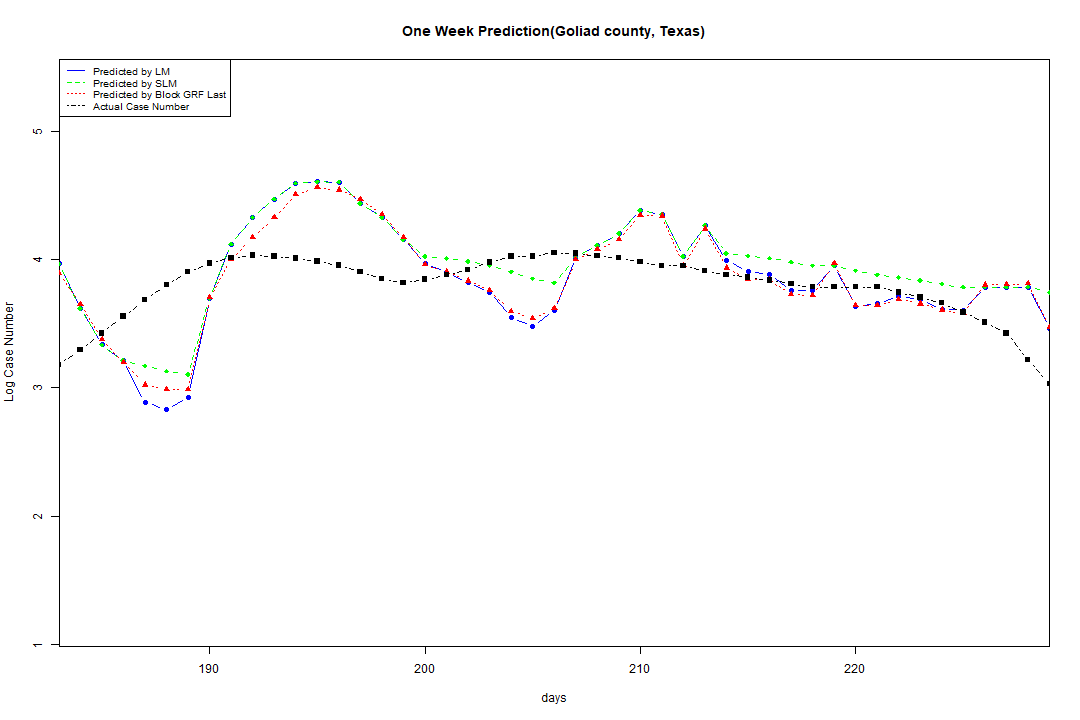 One Week Prediction(Goliad county, Texas)
Predicted by LM
Predicted by SLM
Predicted by Block GRF Last
Actual Case Number
5
4
3
2
1
Log Case Number
190 200 210 220
days